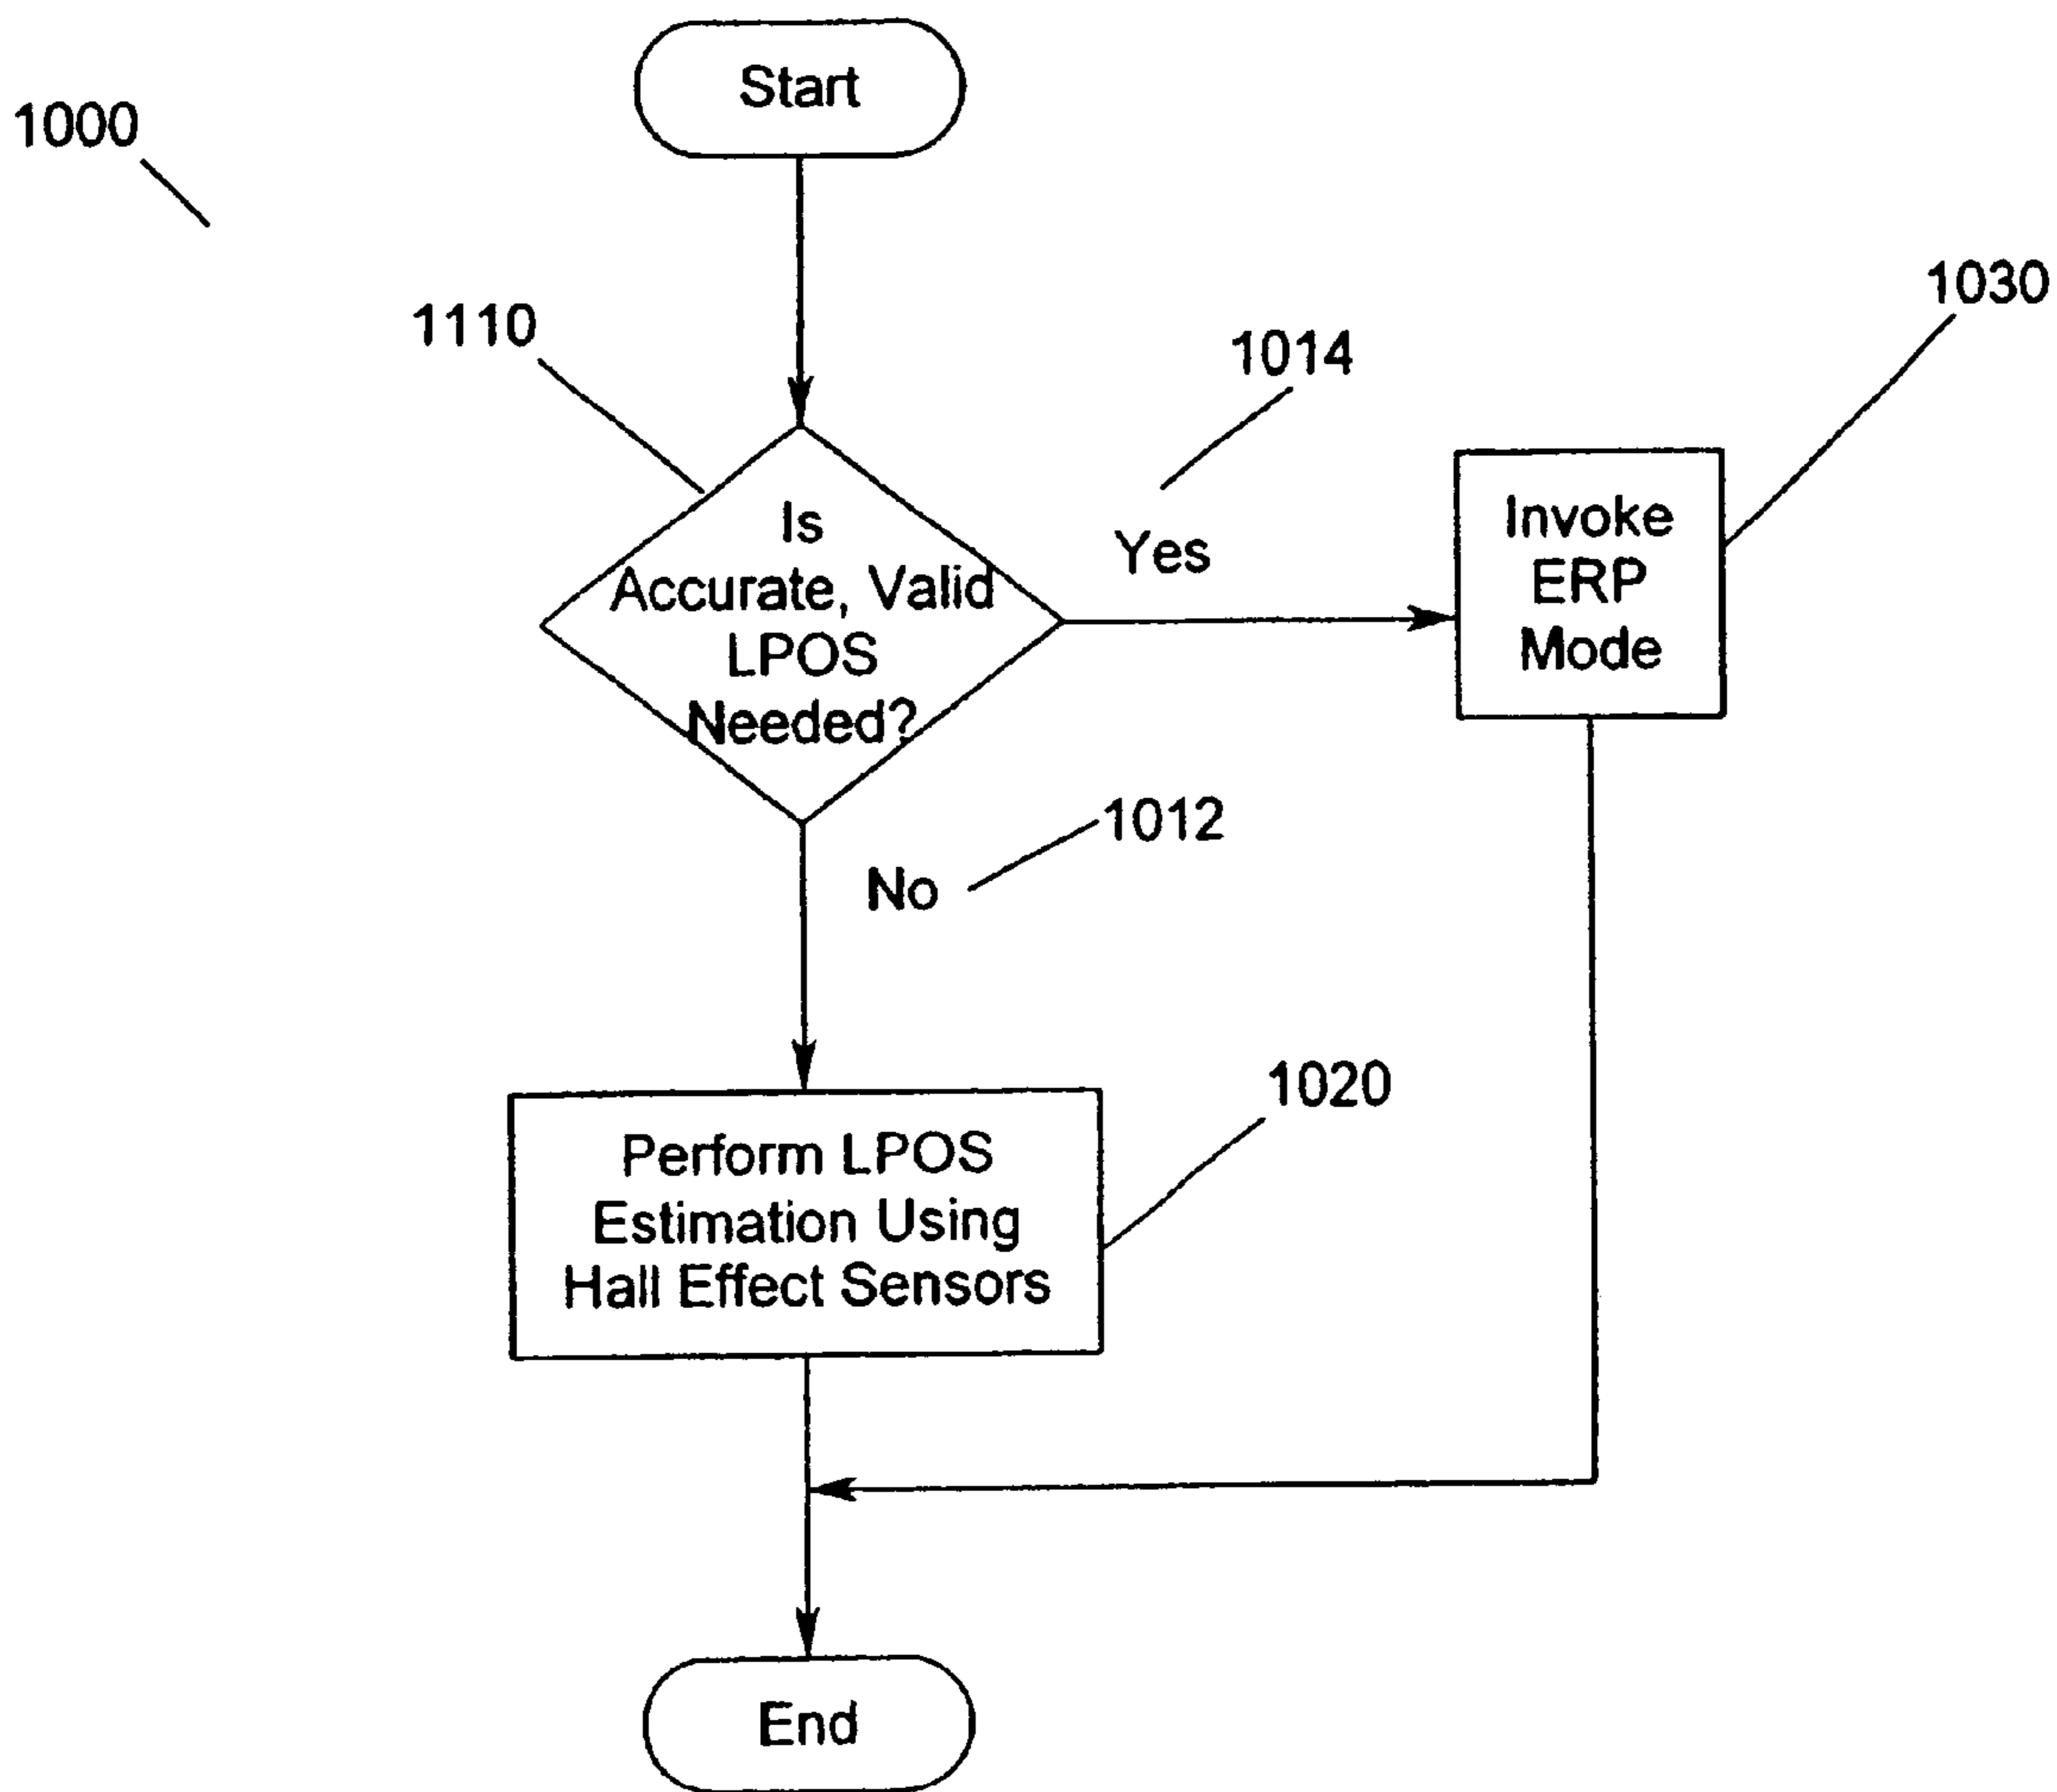 Start
1000
1030
1110
1014
Is
Accurate, Valid
LPOS
Needed?
Yes
Invoke
ERP
Mode
1012
No
1020
Perform LPOS
Estimation Using
Hall Effect Sensors
End